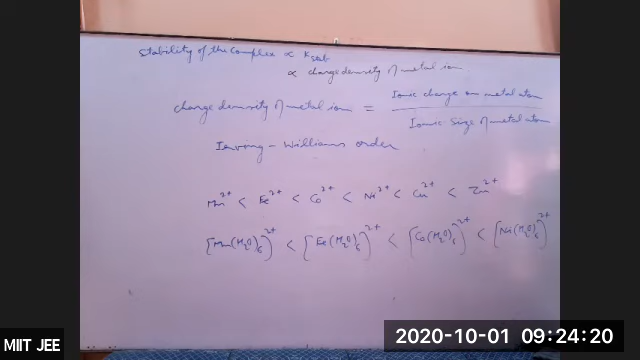 Stability of the complex ∝ Kstab
∝ charge density of metal ion
charge density of metal ion = Ionic charge on metal atom / Ionic Size of metal atom
Irving - Williams order
Mn²⁺ < Fe²⁺ < Co²⁺ < Ni²⁺ < Cu²⁺ < Zn²⁺
[Mn(H₂O)₆]²⁺ < [Fe(H₂O)₆]²⁺ < [Co(H₂O)₆]²⁺ < [Ni(H₂O)₆]²⁺
MIIT JEE
2020-10-01 09:24:20